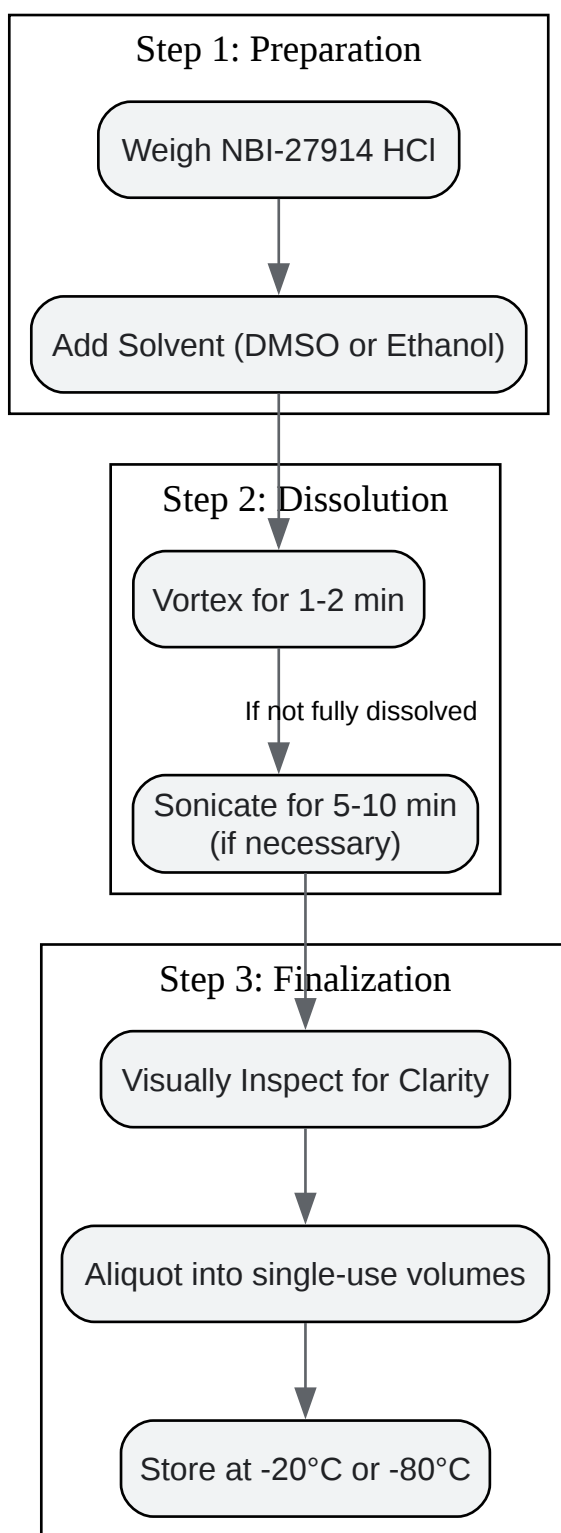 Step 1: Preparation
Weigh NBI-27914 HCl
Add Solvent (DMSO or Ethanol)
Step 2: Dissolution
Vortex for 1-2 min
If not fully dissolved
Sonicate for 5-10 min
(if necessary)
Step 3: Finalization
Visually Inspect for Clarity
Aliquot into single-use volumes
Store at -20°C or -80°C